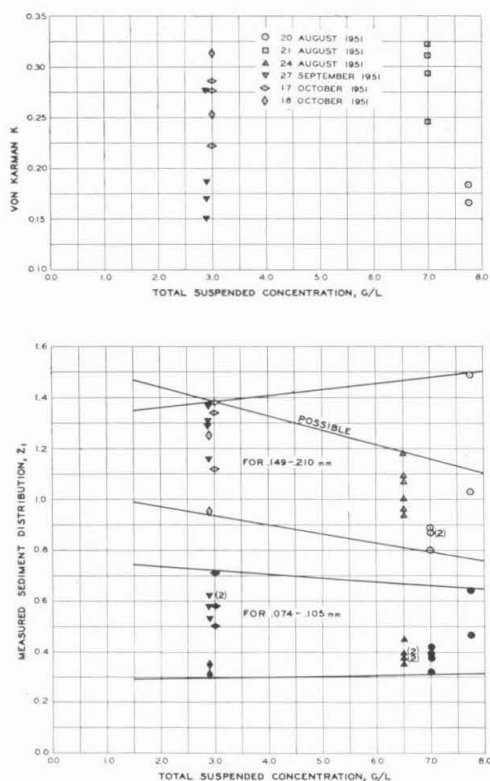 0.35
0.30
0.25
0.20
0.15
0.10
VON KARMAN K
20 AUGUST 1951
21 AUGUST 1951
24 AUGUST 1951
27 SEPTEMBER 1951
17 OCTOBER 1951
18 OCTOBER 1951
0.0 1.0 2.0 3.0 4.0 5.0 6.0 7.0 8.0
TOTAL SUSPENDED CONCENTRATION, G/L
1.6
1.4
1.2
1.0
0.8
0.6
0.4
0.2
0.0
MEASURED SEDIMENT DISTRIBUTION, Z₁
POSSIBLE
FOR .149-.210 mm
(2)
(2)
FOR .074-.105 mm
(2)
(2)
0.0 1.0 2.0 3.0 4.0 5.0 6.0 7.0 8.0
TOTAL SUSPENDED CONCENTRATION, G/L